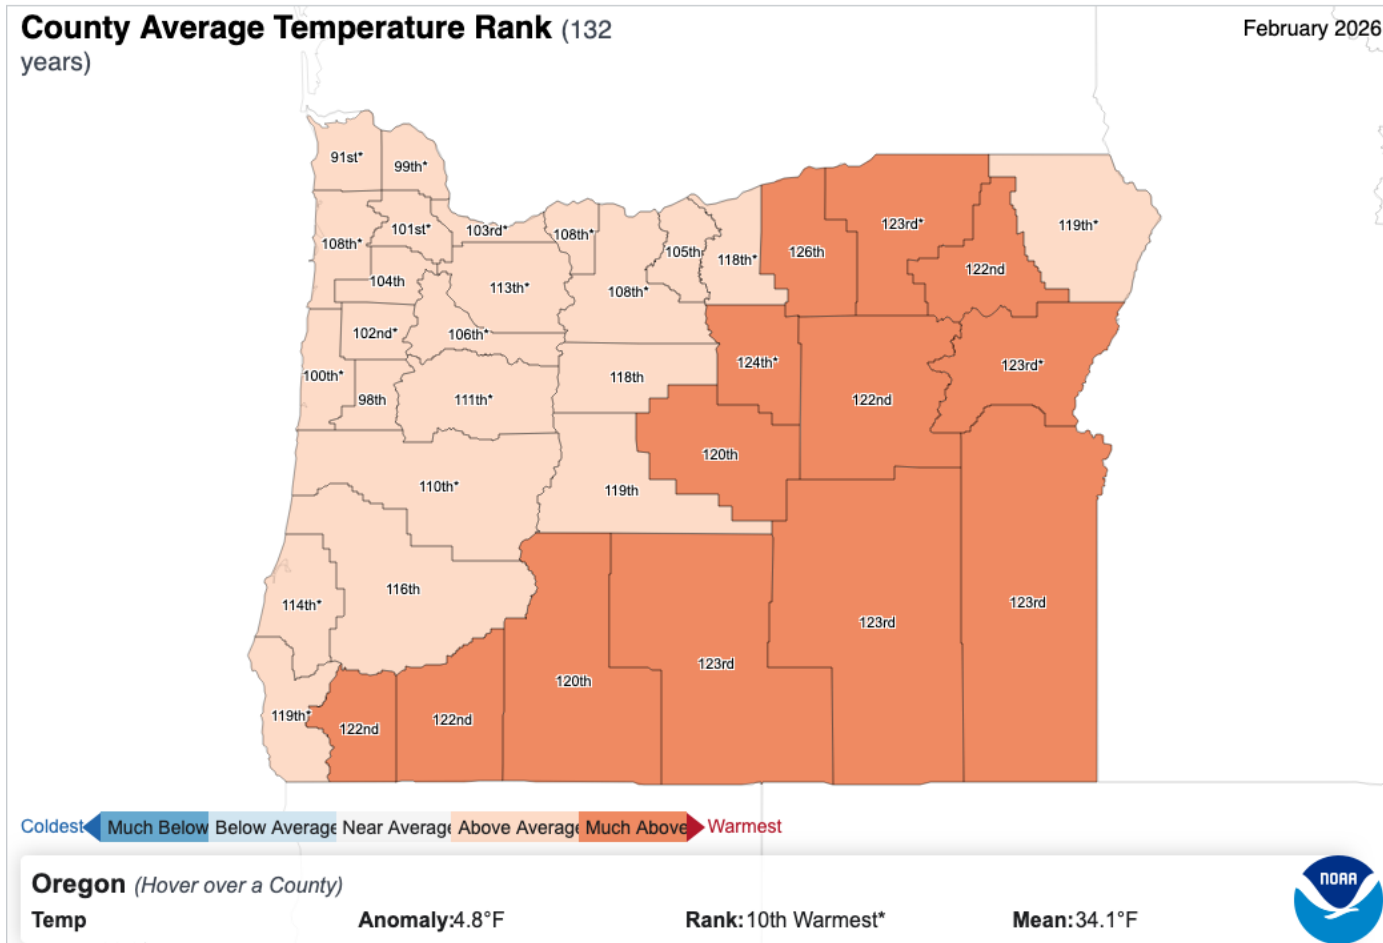 County Average Temperature Rank (132
years)
February 2026
91st*
99th*
101st*
103rd*
108th*
108th*
105th
118th*
126th
123rd*
119th*
122nd
104th
113th*
108th*
102nd*
106th*
100th*
98th
111th*
118th
124th*
122nd
123rd*
120th
110th*
119th
116th
114th*
123rd
123rd
123rd
120th
119th*
122nd
122nd
Coldest Much Below Below Average Near Average Above Average Much Above Warmest
Oregon (Hover over a County)
Temp Anomaly:4.8°F Rank:10th Warmest* Mean:34.1°F
NOAA